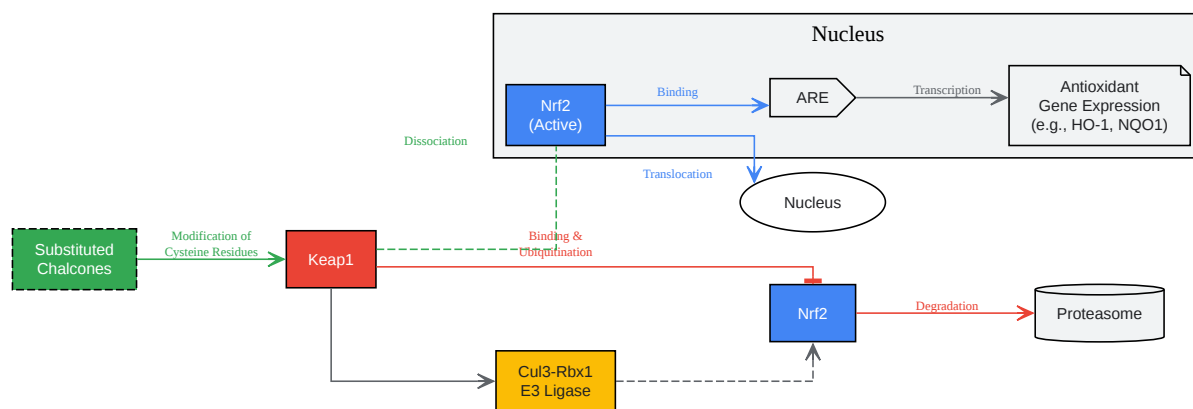 Nucleus
Nrf2
(Active)
Binding
ARE
Transcription
Antioxidant
Gene Expression
(e.g., HO-1, NQO1)
Dissociation
Translocation
Nucleus
Substituted
Chalcones
Modification of
Cysteine Residues
Keap1
Binding &
Ubiquitination
Nrf2
Degradation
Proteasome
Cul3-Rbx1
E3 Ligase